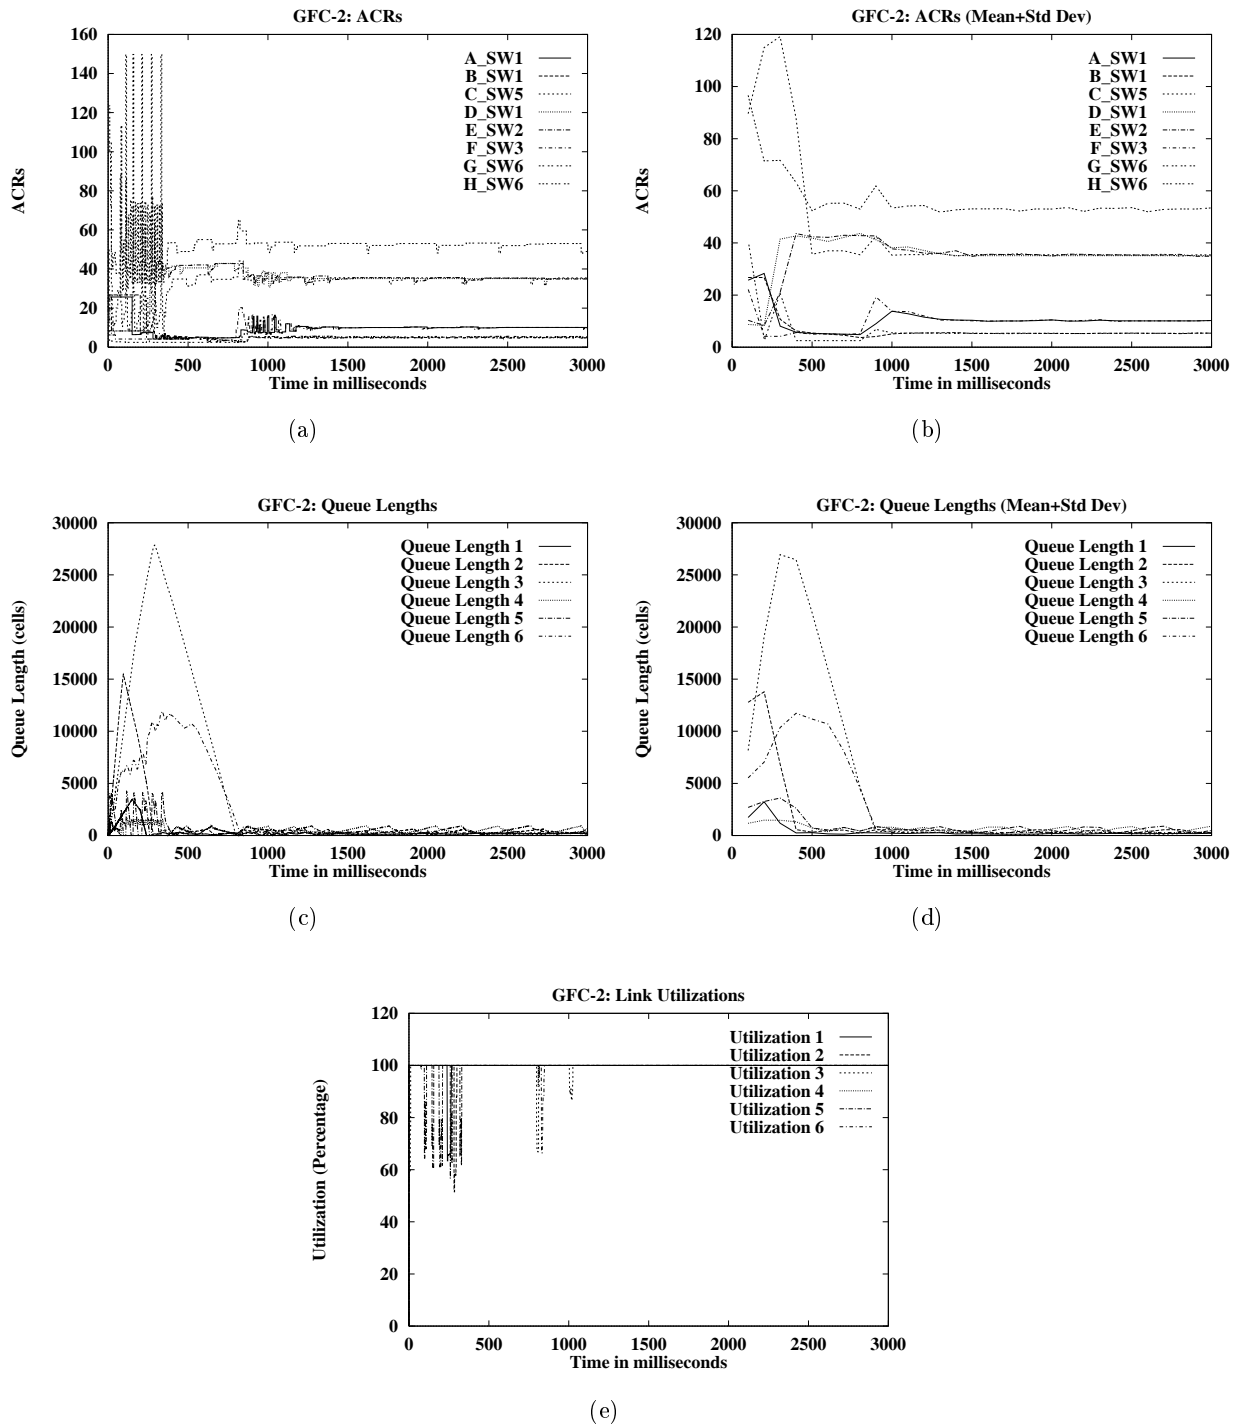 GFC-2: ACRs
160
140
120
100
80
60
40
20
0
ACRs
A_SW1
B_SW1
C_SW5
D_SW1
E_SW2
F_SW3
G_SW6
H_SW6
0 500 1000 1500 2000 2500 3000
Time in milliseconds
(a)
GFC-2: ACRs (Mean+Std Dev)
120
100
80
60
40
20
0
ACRs
A_SW1
B_SW1
C_SW5
D_SW1
E_SW2
F_SW3
G_SW6
H_SW6
0 500 1000 1500 2000 2500 3000
Time in milliseconds
(b)
GFC-2: Queue Lengths
30000
25000
20000
15000
10000
5000
0
Queue Length (cells)
Queue Length 1
Queue Length 2
Queue Length 3
Queue Length 4
Queue Length 5
Queue Length 6
0 500 1000 1500 2000 2500 3000
Time in milliseconds
(c)
GFC-2: Queue Lengths (Mean+Std Dev)
30000
25000
20000
15000
10000
5000
0
Queue Length (cells)
Queue Length 1
Queue Length 2
Queue Length 3
Queue Length 4
Queue Length 5
Queue Length 6
0 500 1000 1500 2000 2500 3000
Time in milliseconds
(d)
GFC-2: Link Utilizations
120
100
80
60
40
20
0
Utilization (Percentage)
Utilization 1
Utilization 2
Utilization 3
Utilization 4
Utilization 5
Utilization 6
0 500 1000 1500 2000 2500 3000
Time in milliseconds
(e)